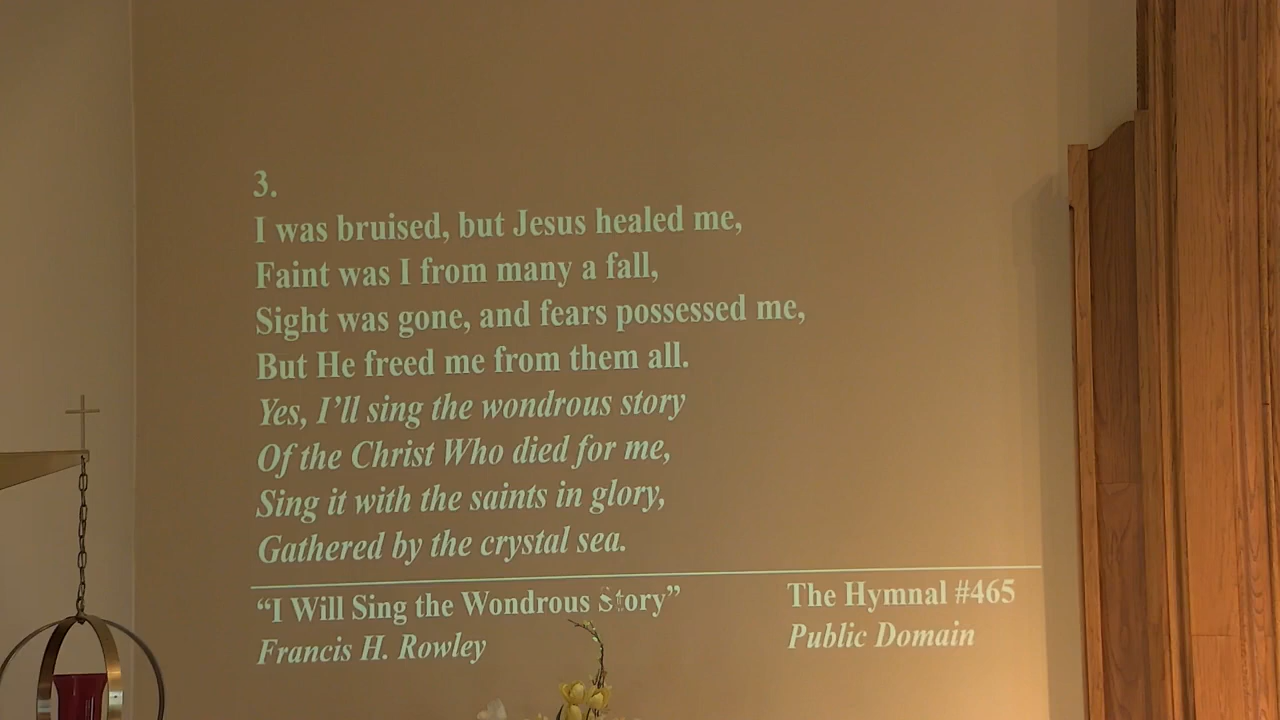 3.
I was bruised, but Jesus healed me,
Faint was I from many a fall,
Sight was gone, and fears possessed me,
But He freed me from them all.
Yes, I’ll sing the wondrous story
Of the Christ Who died for me,
Sing it with the saints in glory,
Gathered by the crystal sea.
“I Will Sing the Wondrous Story” The Hymnal #465
Francis H. Rowley Public Domain